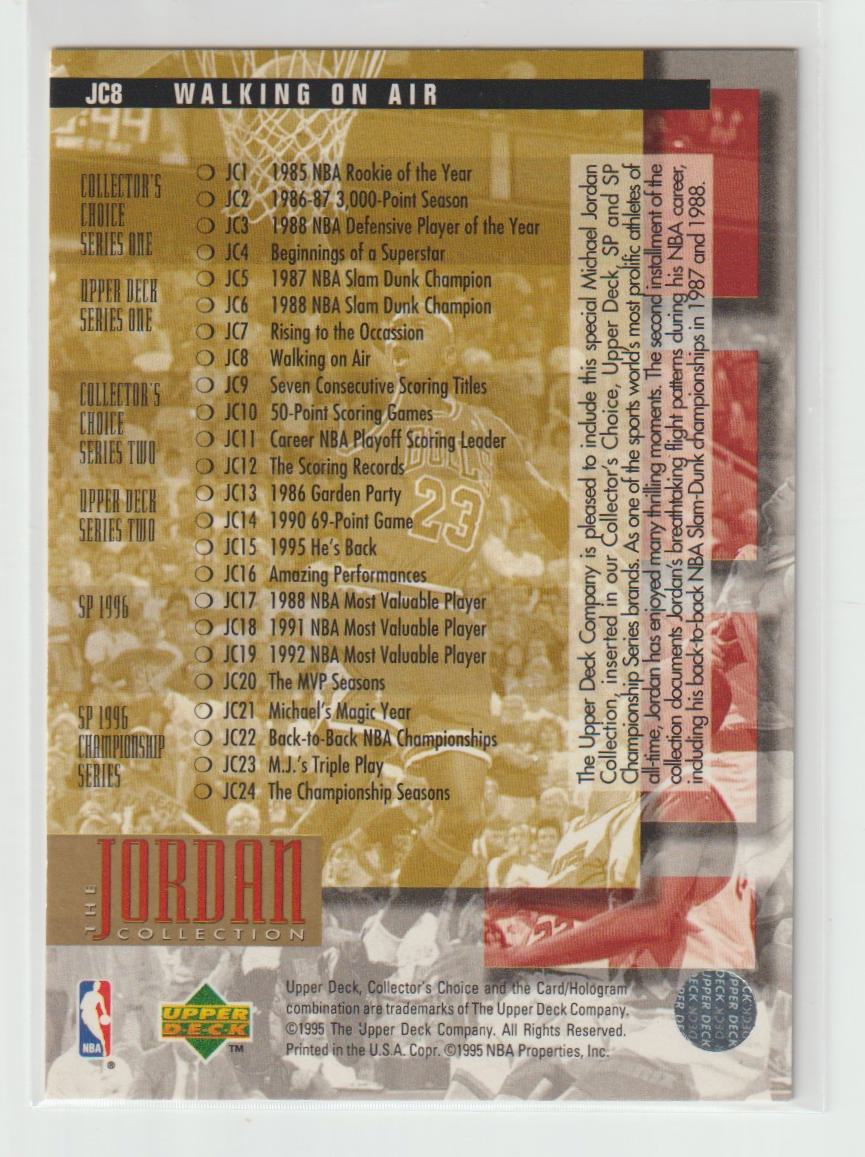 JC8 WALKING ON AIR
COLLECTOR'S
CHOICE
SERIES ONE
JC1 1985 NBA Rookie of the Year
JC2 1986-87 3,000-Point Season
JC3 1988 NBA Defensive Player of the Year
JC4 Beginnings of a Superstar
UPPER DECK
SERIES ONE
JC5 1987 NBA Slam Dunk Champion
JC6 1988 NBA Slam Dunk Champion
JC7 Rising to the Occassion
JC8 Walking on Air
COLLECTOR'S
CHOICE
SERIES TWO
JC9 Seven Consecutive Scoring Titles
JC10 50-Point Scoring Games
JC11 Career NBA Playoff Scoring Leader
JC12 The Scoring Records
UPPER DECK
SERIES TWO
JC13 1986 Garden Party
JC14 1990 69-Point Game
JC15 1995 He's Back
JC16 Amazing Performances
SP 1996
JC17 1988 NBA Most Valuable Player
JC18 1991 NBA Most Valuable Player
JC19 1992 NBA Most Valuable Player
JC20 The MVP Seasons
SP 1996
CHAMPIONSHIP
SERIES
JC21 Michael's Magic Year
JC22 Back-to-Back NBA Championships
JC23 M.J.'s Triple Play
JC24 The Championship Seasons
The Upper Deck Company is pleased to include this special Michael Jordan
Collection, inserted in our Collector's Choice, Upper Deck, SP and SP
Championship Series brands. As one of the sports world's most prolific athletes of
all-time, Jordan has enjoyed many thrilling moments. The second installment of the
collection documents Jordan's breathtaking flight patterns during his NBA career,
including his back-to-back NBA Slam-Dunk championships in 1987 and 1988.
BULLS
23
THE
JORDAN
COLLECTION
NBA
®
UPPER
DECK
TM
Upper Deck, Collector's Choice and the Card/Hologram
combination are trademarks of The Upper Deck Company.
©1995 The Upper Deck Company. All Rights Reserved.
Printed in the U.S.A. Copr. ©1995 NBA Properties, Inc.
UPPER DECK